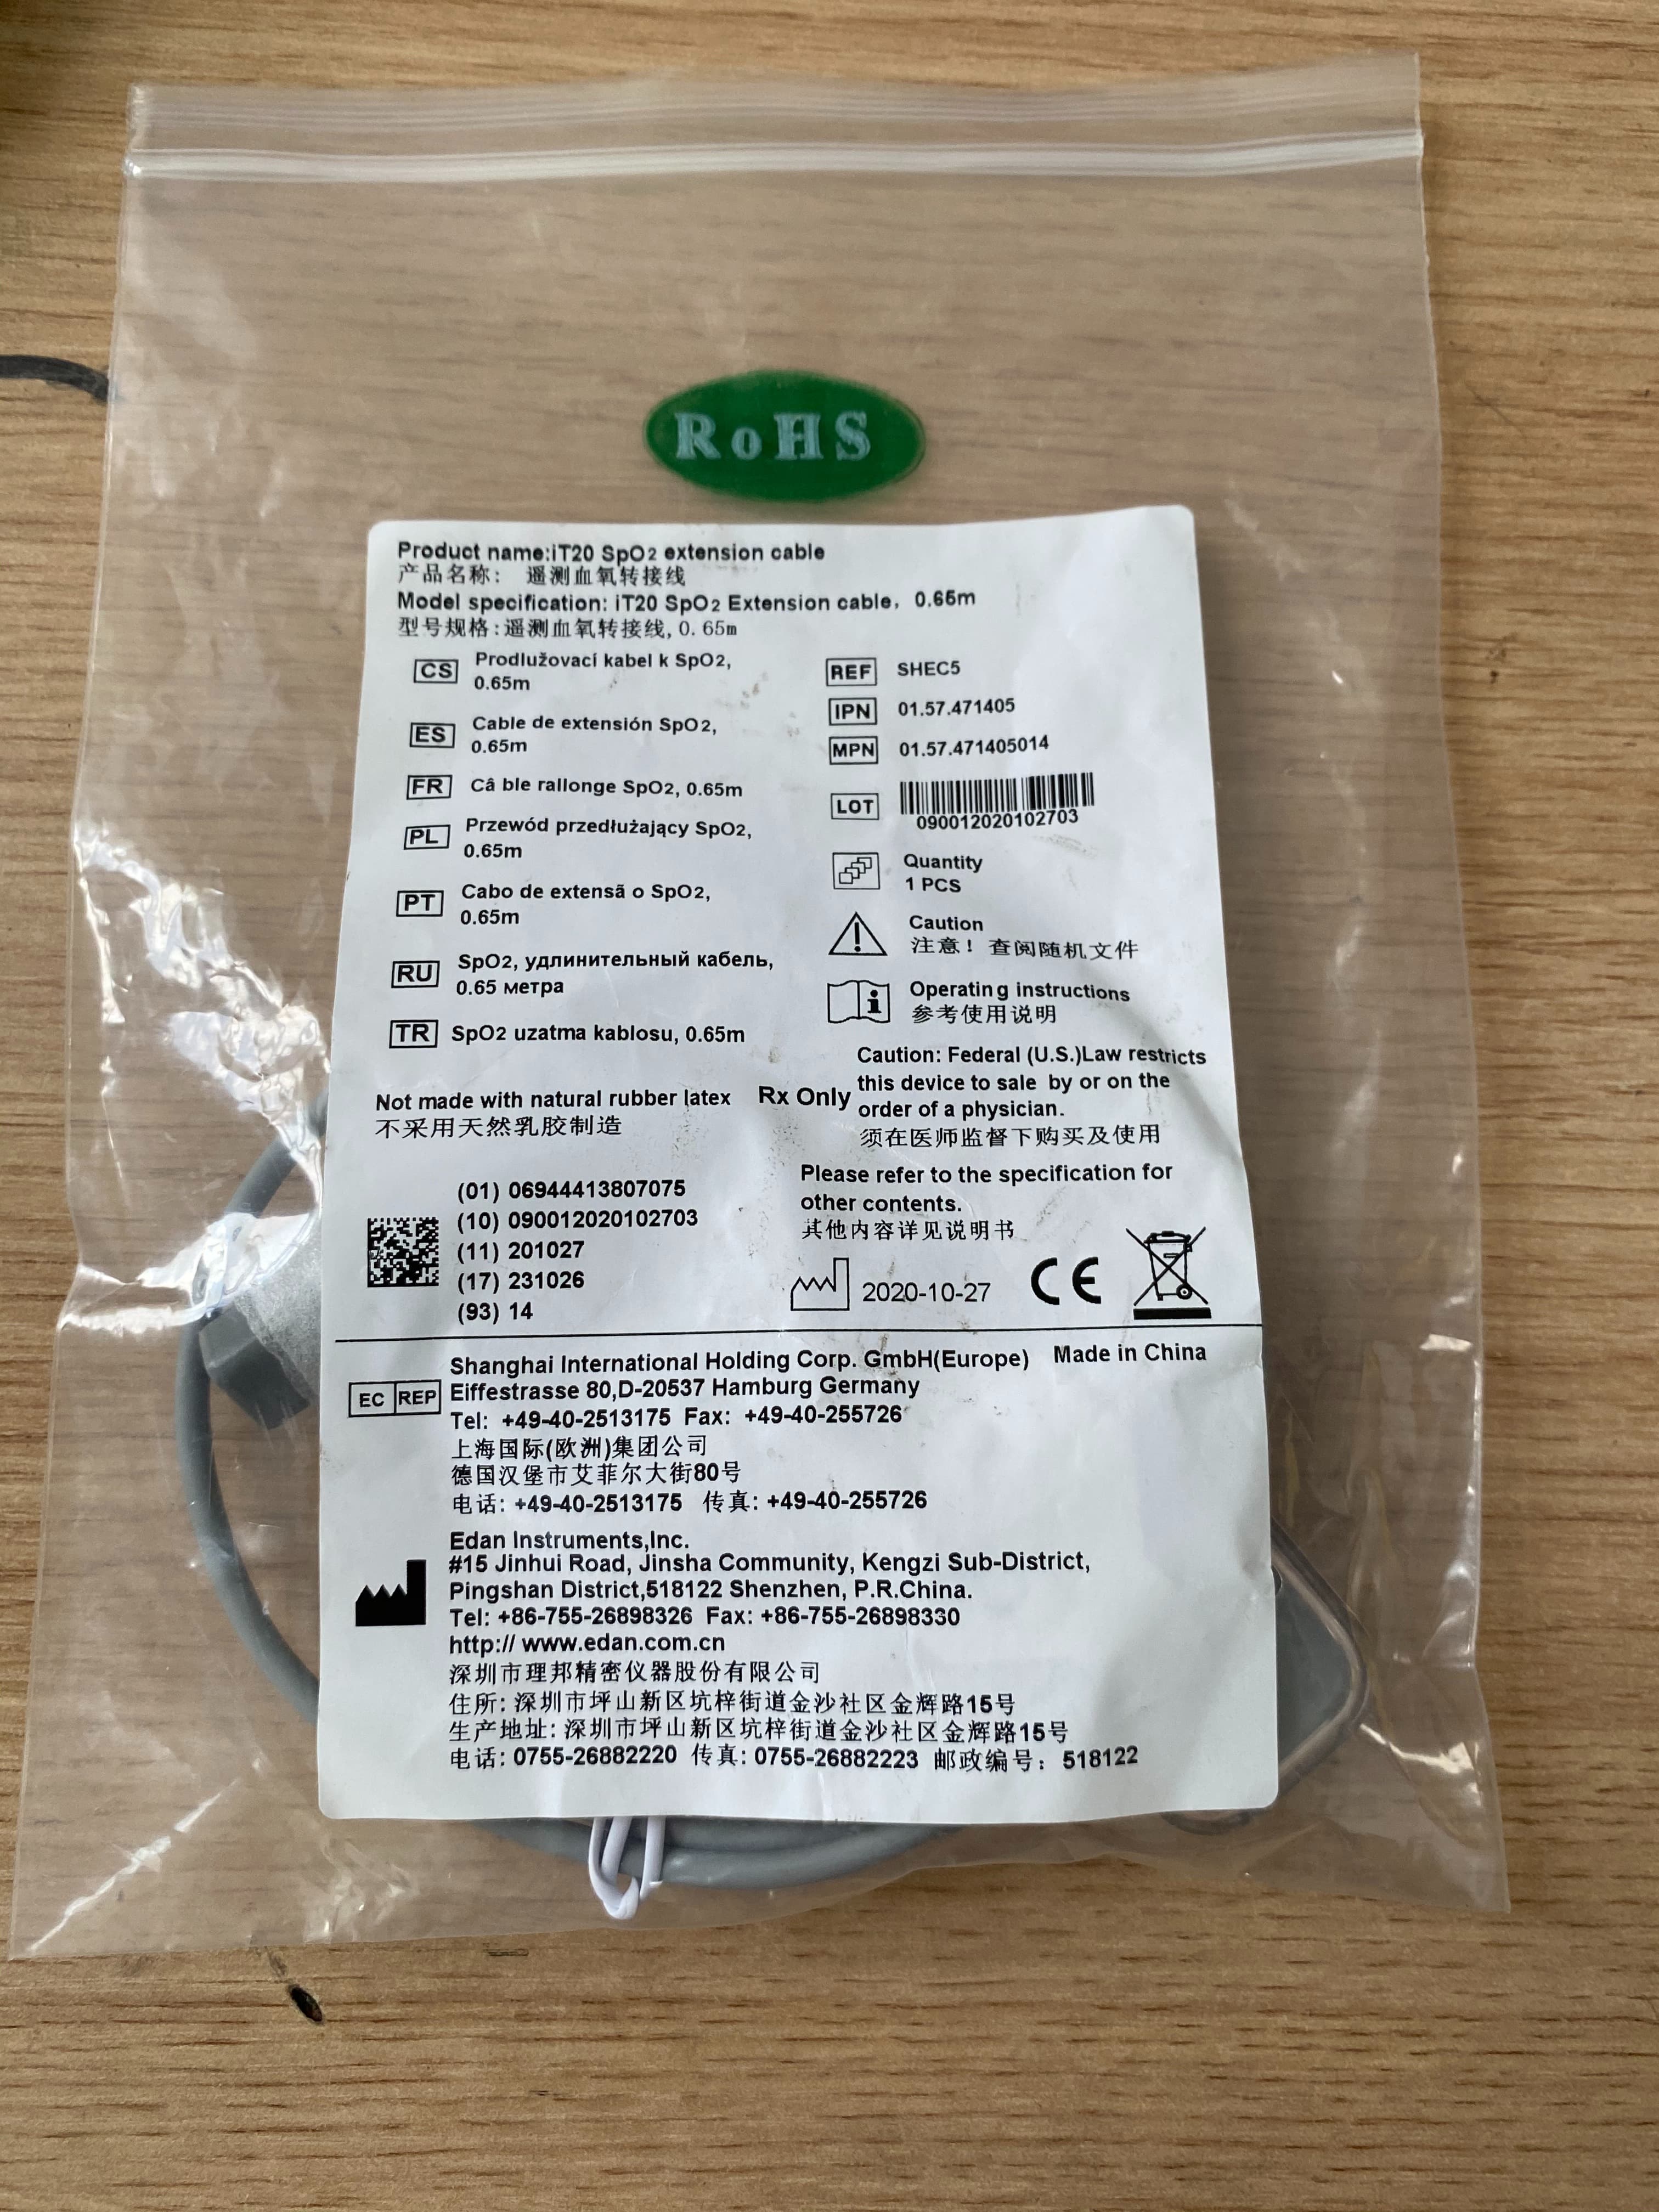 RoHS
Product name:iT20 SpO2 extension cable
产品名称: 遥测血氧转接线
Model specification: iT20 SpO2 Extension cable, 0.65m
型号规格:遥测血氧转接线,0.65m
CS Prodlužovací kabel k SpO2,
0.65m
ES Cable de extensión SpO2,
0.65m
FR Câ ble rallonge SpO2, 0.65m
PL Przewód przedłużający SpO2,
0.65m
PT Cabo de extensã o SpO2,
0.65m
RU SpO2, удлинительный кабель,
0.65 метра
TR SpO2 uzatma kablosu, 0.65m
REF SHEC5
IPN 01.57.471405
MPN 01.57.471405014
LOT 090012020102703
Quantity
1 PCS
Caution
注意! 查阅随机文件
Operating instructions
参考使用说明
Not made with natural rubber latex
不采用天然乳胶制造
Rx Only
Caution: Federal (U.S.)Law restricts
this device to sale by or on the
order of a physician.
须在医师监督下购买及使用
(01) 06944413807075
(10) 090012020102703
(11) 201027
(17) 231026
(93) 14
Please refer to the specification for
other contents.
其他内容详见说明书
2020-10-27 CE
EC REP
Shanghai International Holding Corp. GmbH(Europe) Made in China
Eiffestrasse 80,D-20537 Hamburg Germany
Tel: +49-40-2513175 Fax: +49-40-255726
上海国际(欧洲)集团公司
德国汉堡市艾菲尔大街80号
电话: +49-40-2513175 传真: +49-40-255726
Edan Instruments,Inc.
#15 Jinhui Road, Jinsha Community, Kengzi Sub-District,
Pingshan District,518122 Shenzhen, P.R.China.
Tel: +86-755-26898326 Fax: +86-755-26898330
http:// www.edan.com.cn
深圳市理邦精密仪器股份有限公司
住所: 深圳市坪山新区坑梓街道金沙社区金辉路15号
生产地址: 深圳市坪山新区坑梓街道金沙社区金辉路15号
电话: 0755-26882220 传真: 0755-26882223 邮政编号: 518122